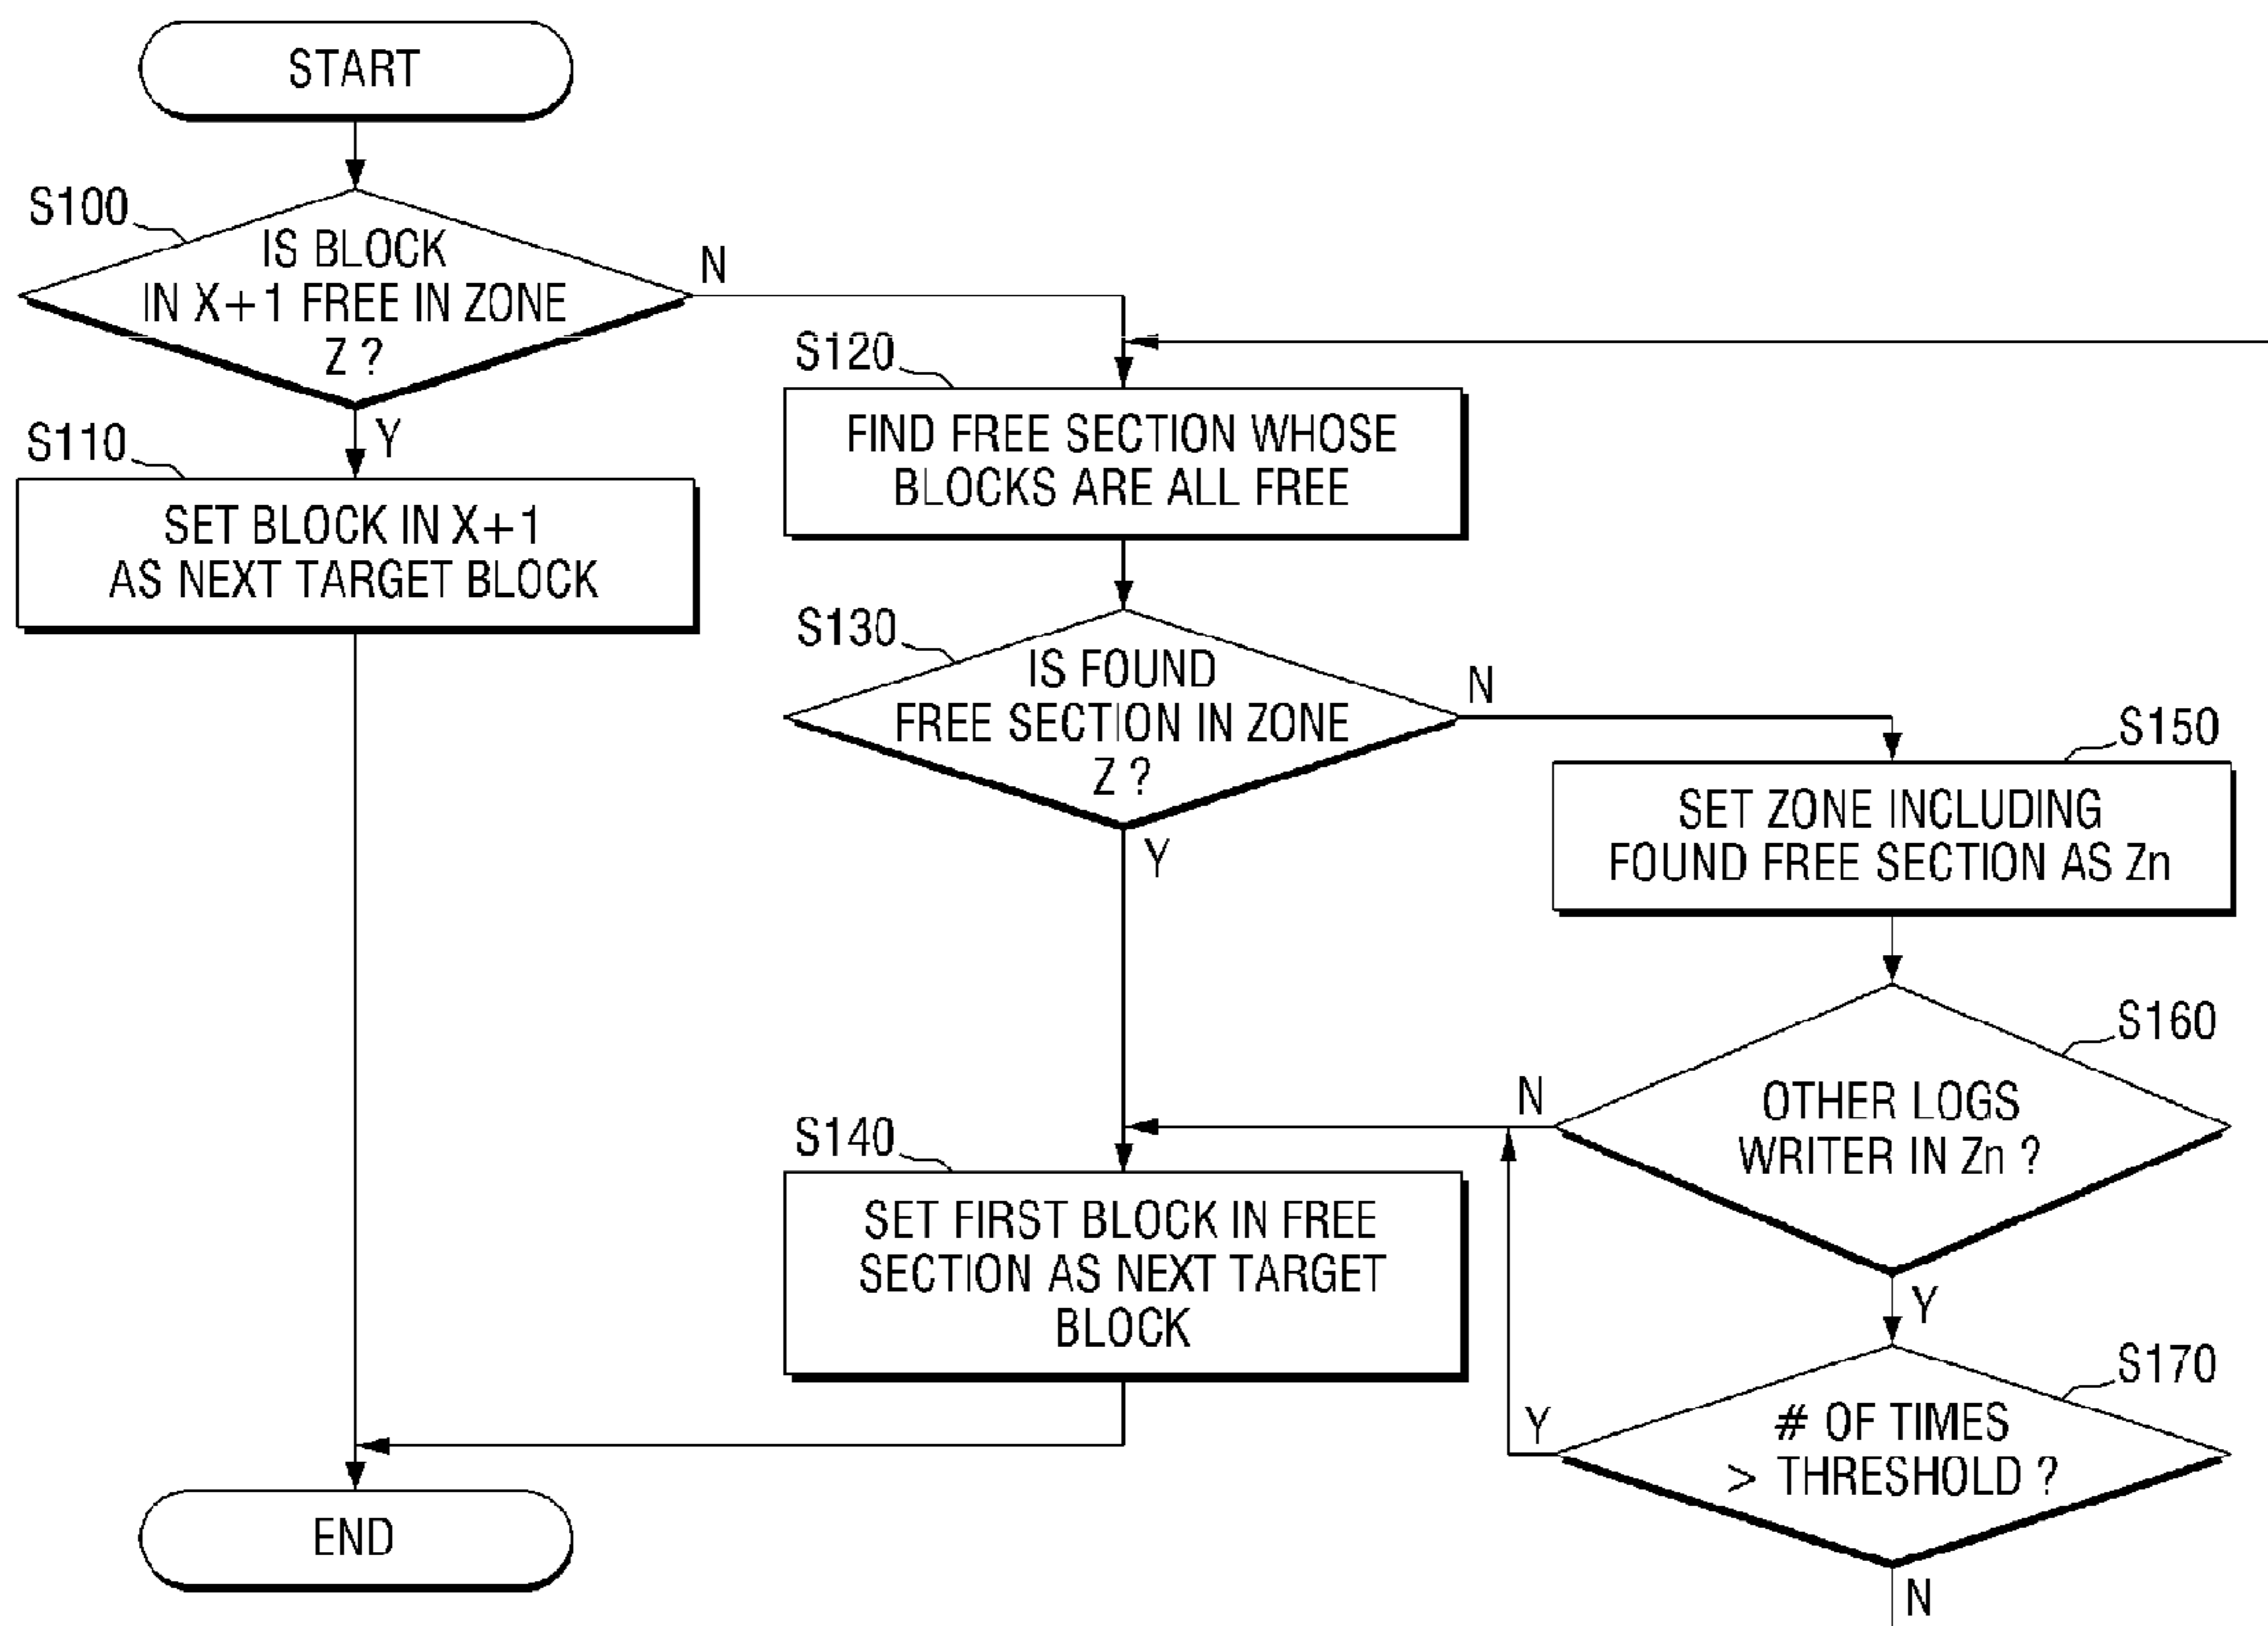 START
S100
IS BLOCK
IN X+1 FREE IN ZONE
Z ?
N
Y
S110
SET BLOCK IN X+1
AS NEXT TARGET BLOCK
S120
FIND FREE SECTION WHOSE
BLOCKS ARE ALL FREE
S130
IS FOUND
FREE SECTION IN ZONE
Z ?
N
Y
S150
SET ZONE INCLUDING
FOUND FREE SECTION AS Zn
S160
OTHER LOGS
WRITER IN Zn ?
N
Y
S140
SET FIRST BLOCK IN FREE
SECTION AS NEXT TARGET
BLOCK
S170
# OF TIMES
> THRESHOLD ?
Y
N
END